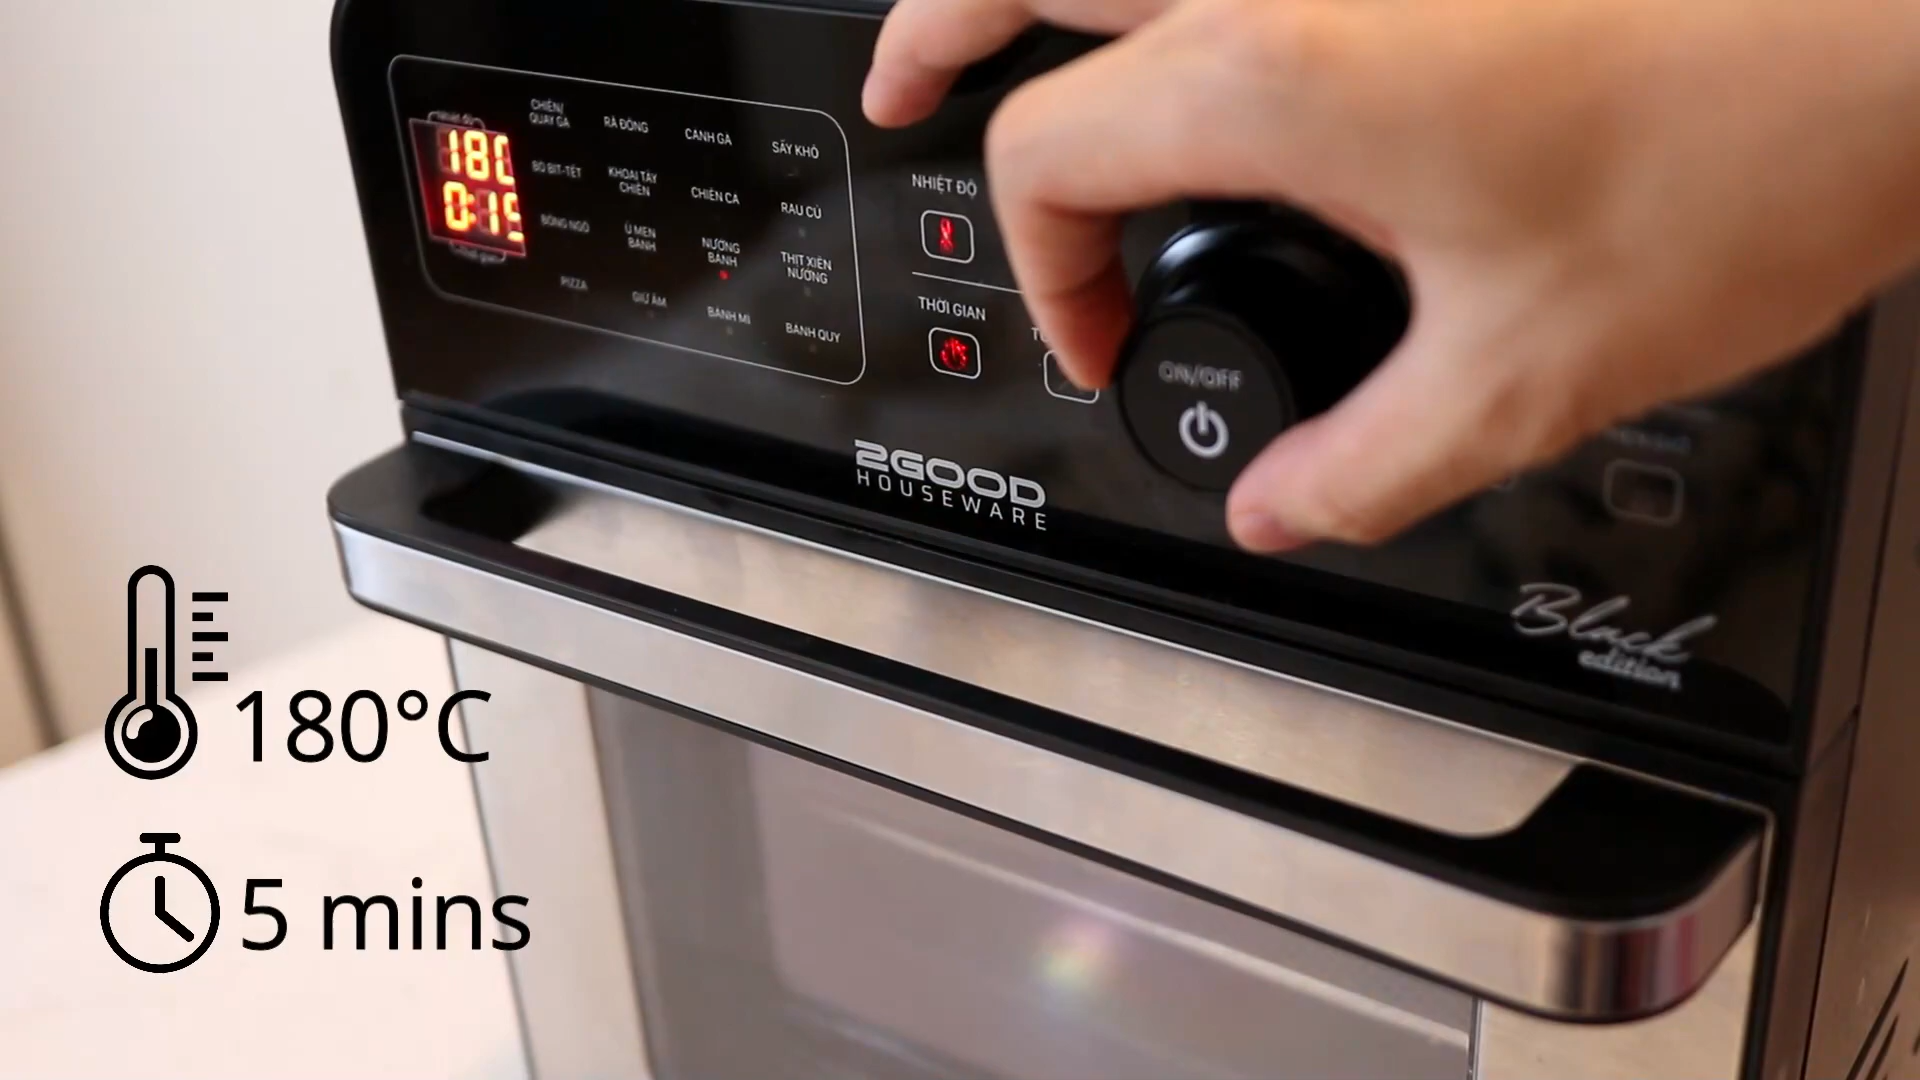 180
0:15
CHIÊN/
QUAY GÀ
RÃ ĐÔNG
CÁNH GÀ
SẤY KHÔ
BÒ BÍT-TẾT
KHOAI TÂY
CHIÊN
CHIÊN CÁ
RAU CỦ
BỎNG NGÔ
Ủ MEN
BÁNH
NƯỚNG
BÁNH
THỊT XIÊN
NƯỚNG
PIZZA
GIỮ ẤM
BÁNH MÌ
BÁNH QUY
NHIỆT ĐỘ
THỜI GIAN
ON/OFF
2GOOD
HOUSEWARE
Black
edition
180°C
5 mins